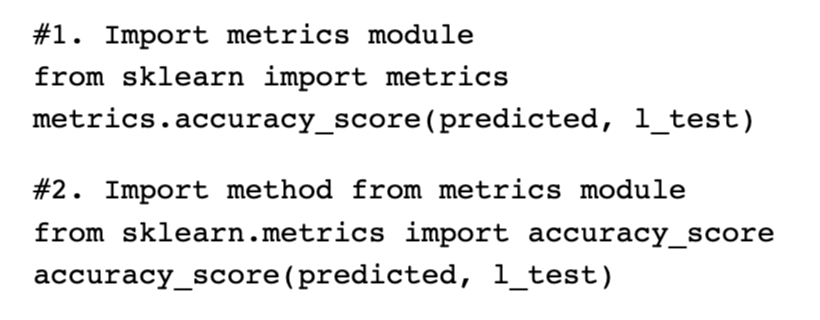 #1. Import metrics module
from sklearn import metrics
metrics.accuracy_score(predicted, l_test)
#2. Import method from metrics module
from sklearn.metrics import accuracy_score
accuracy_score(predicted, l_test)